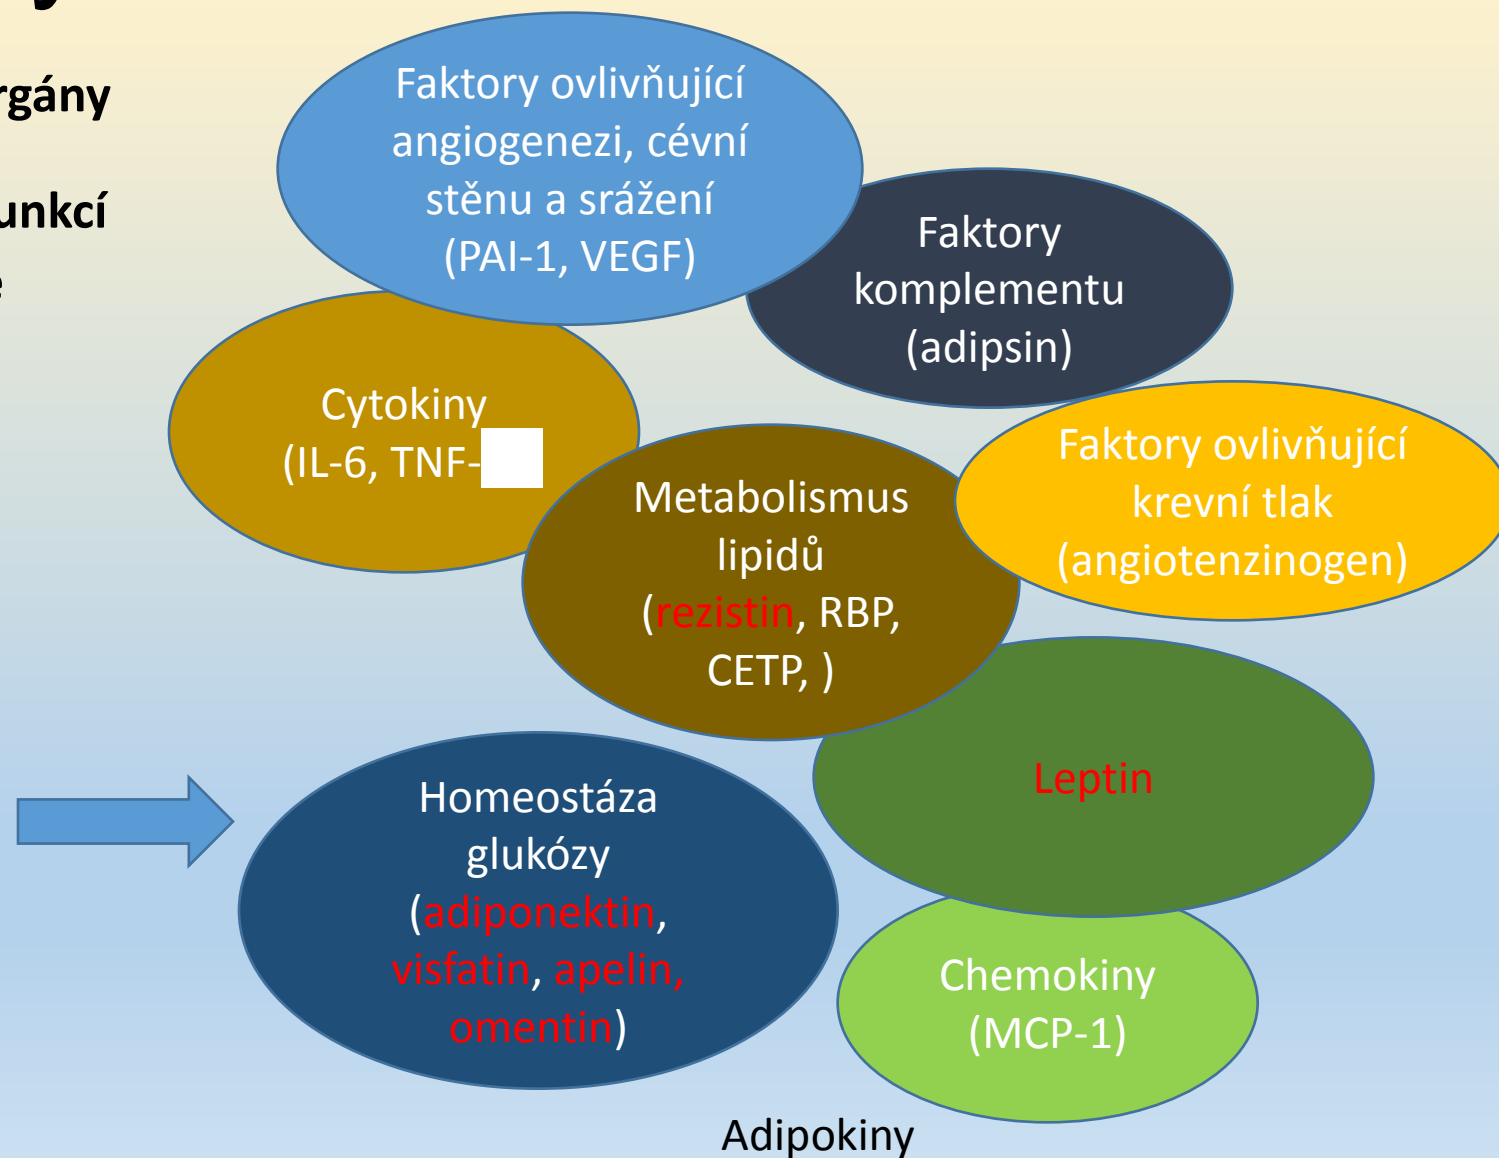 y
rgány
unkcí
e
Faktory ovlivňující
angiogenezi, cévní
stěnu a srážení
(PAI-1, VEGF)
Faktory
komplementu
(adipsin)
Cytokiny
(IL-6, TNF-
Faktory ovlivňující
krevní tlak
(angiotenzinogen)
Metabolismus
lipidů
(rezistin, RBP,
CETP, )
Leptin
Homeostáza
glukózy
(adiponektin,
visfatin, apelin,
omentin)
Chemokiny
(MCP-1)
Adipokiny